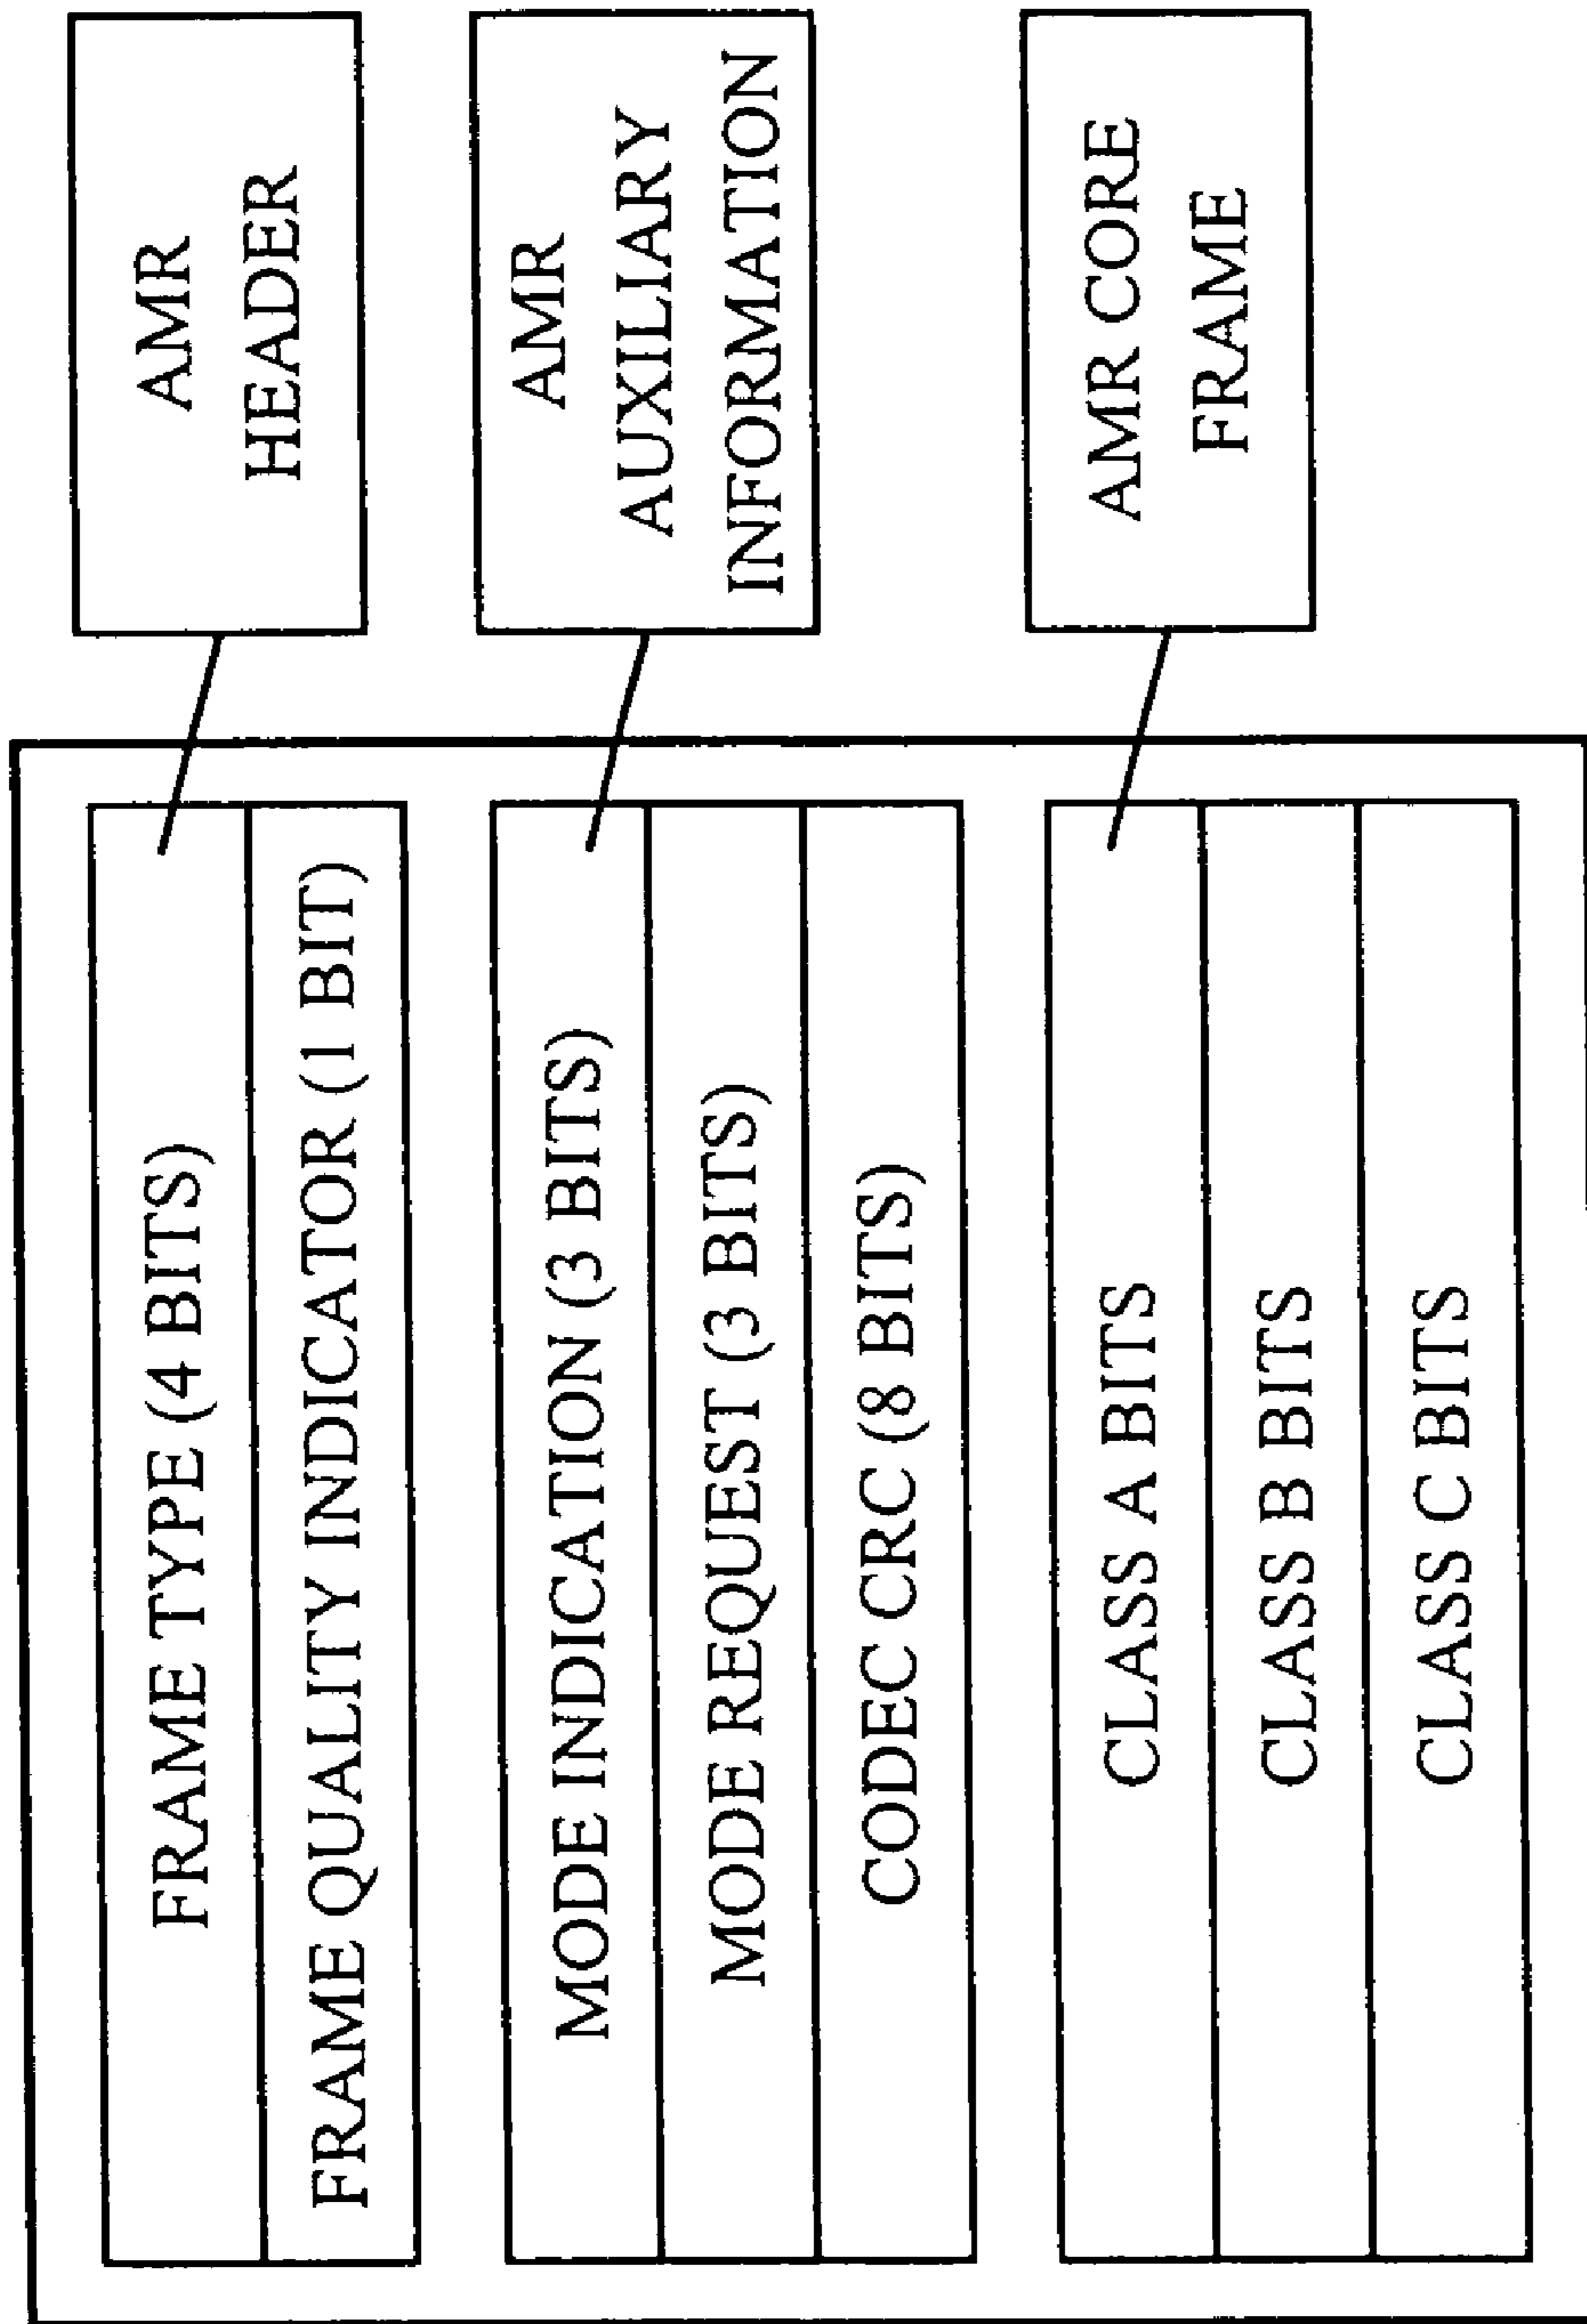 FRAME TYPE (4 BITS)
FRAME QUALITY INDICATOR (1 BIT)
AMR
HEADER
MODE INDICATION (3 BITS)
MODE REQUEST (3 BITS)
CODEC CRC (8 BITS)
AMR
AUXILIARY
INFORMATION
CLASS A BITS
CLASS B BITS
CLASS C BITS
AMR CORE
FRAME